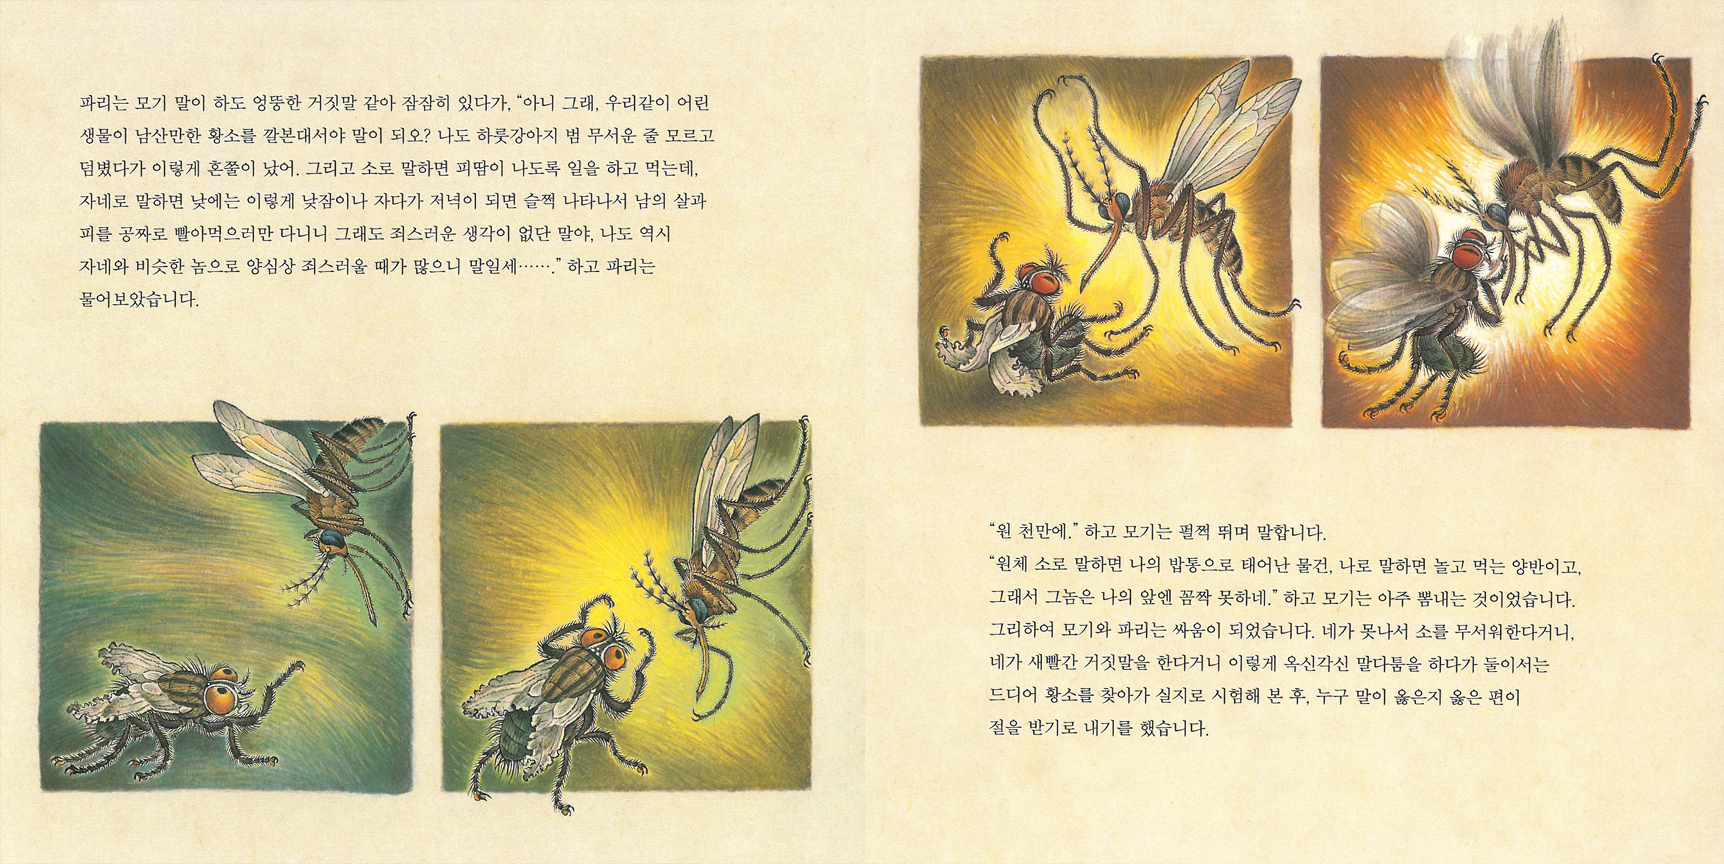 파리는 모기 말이 하도 엉뚱한 거짓말 같아 잠잠히 있다가, “아니 그래, 우리같이 어린
생물이 남산만한 황소를 깔본대서야 말이 되오? 나도 하룻강아지 범 무서운 줄 모르고
덤볐다가 이렇게 혼쭐이 났어. 그리고 소로 말하면 피땀이 나도록 일을 하고 먹는데,
자네로 말하면 낮에는 이렇게 낮잠이나 자다가 저녁이 되면 슬쩍 나타나서 남의 살과
피를 공짜로 빨아먹으러만 다니니 그래도 죄스러운 생각이 없단 말야, 나도 역시
자네와 비슷한 놈으로 양심상 죄스러울 때가 많으니 말일세…….” 하고 파리는
물어보았습니다.
“원 천만에.” 하고 모기는 펄쩍 뛰며 말합니다.
“원체 소로 말하면 나의 밥통으로 태어난 물건, 나로 말하면 놀고 먹는 양반이고,
그래서 그놈은 나의 앞엔 꼼짝 못하네.” 하고 모기는 아주 뽐내는 것이었습니다.
그리하여 모기와 파리는 싸움이 되었습니다. 네가 못나서 소를 무서워한다거니,
네가 새빨간 거짓말을 한다거니 이렇게 옥신각신 말다툼을 하다가 둘이서는
드디어 황소를 찾아가 실지로 시험해 본 후, 누구 말이 옳은지 옳은 편이
절을 받기로 내기를 했습니다.